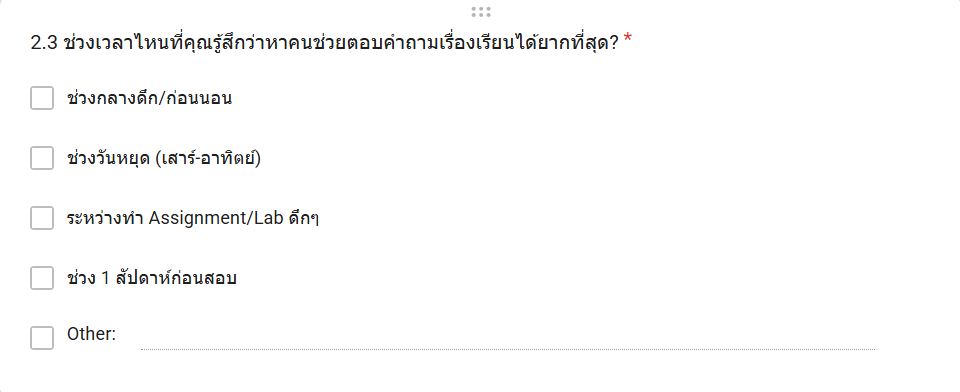 2.3 ช่วงเวลาไหนที่คุณรู้สึกว่าหาคนช่วยตอบคำถามเรื่องเรียนได้ยากที่สุด? *
ช่วงกลางดึก/ก่อนนอน
ช่วงวันหยุด (เสาร์-อาทิตย์)
ระหว่างทำ Assignment/Lab ดึกๆ
ช่วง 1 สัปดาห์ก่อนสอบ
Other: